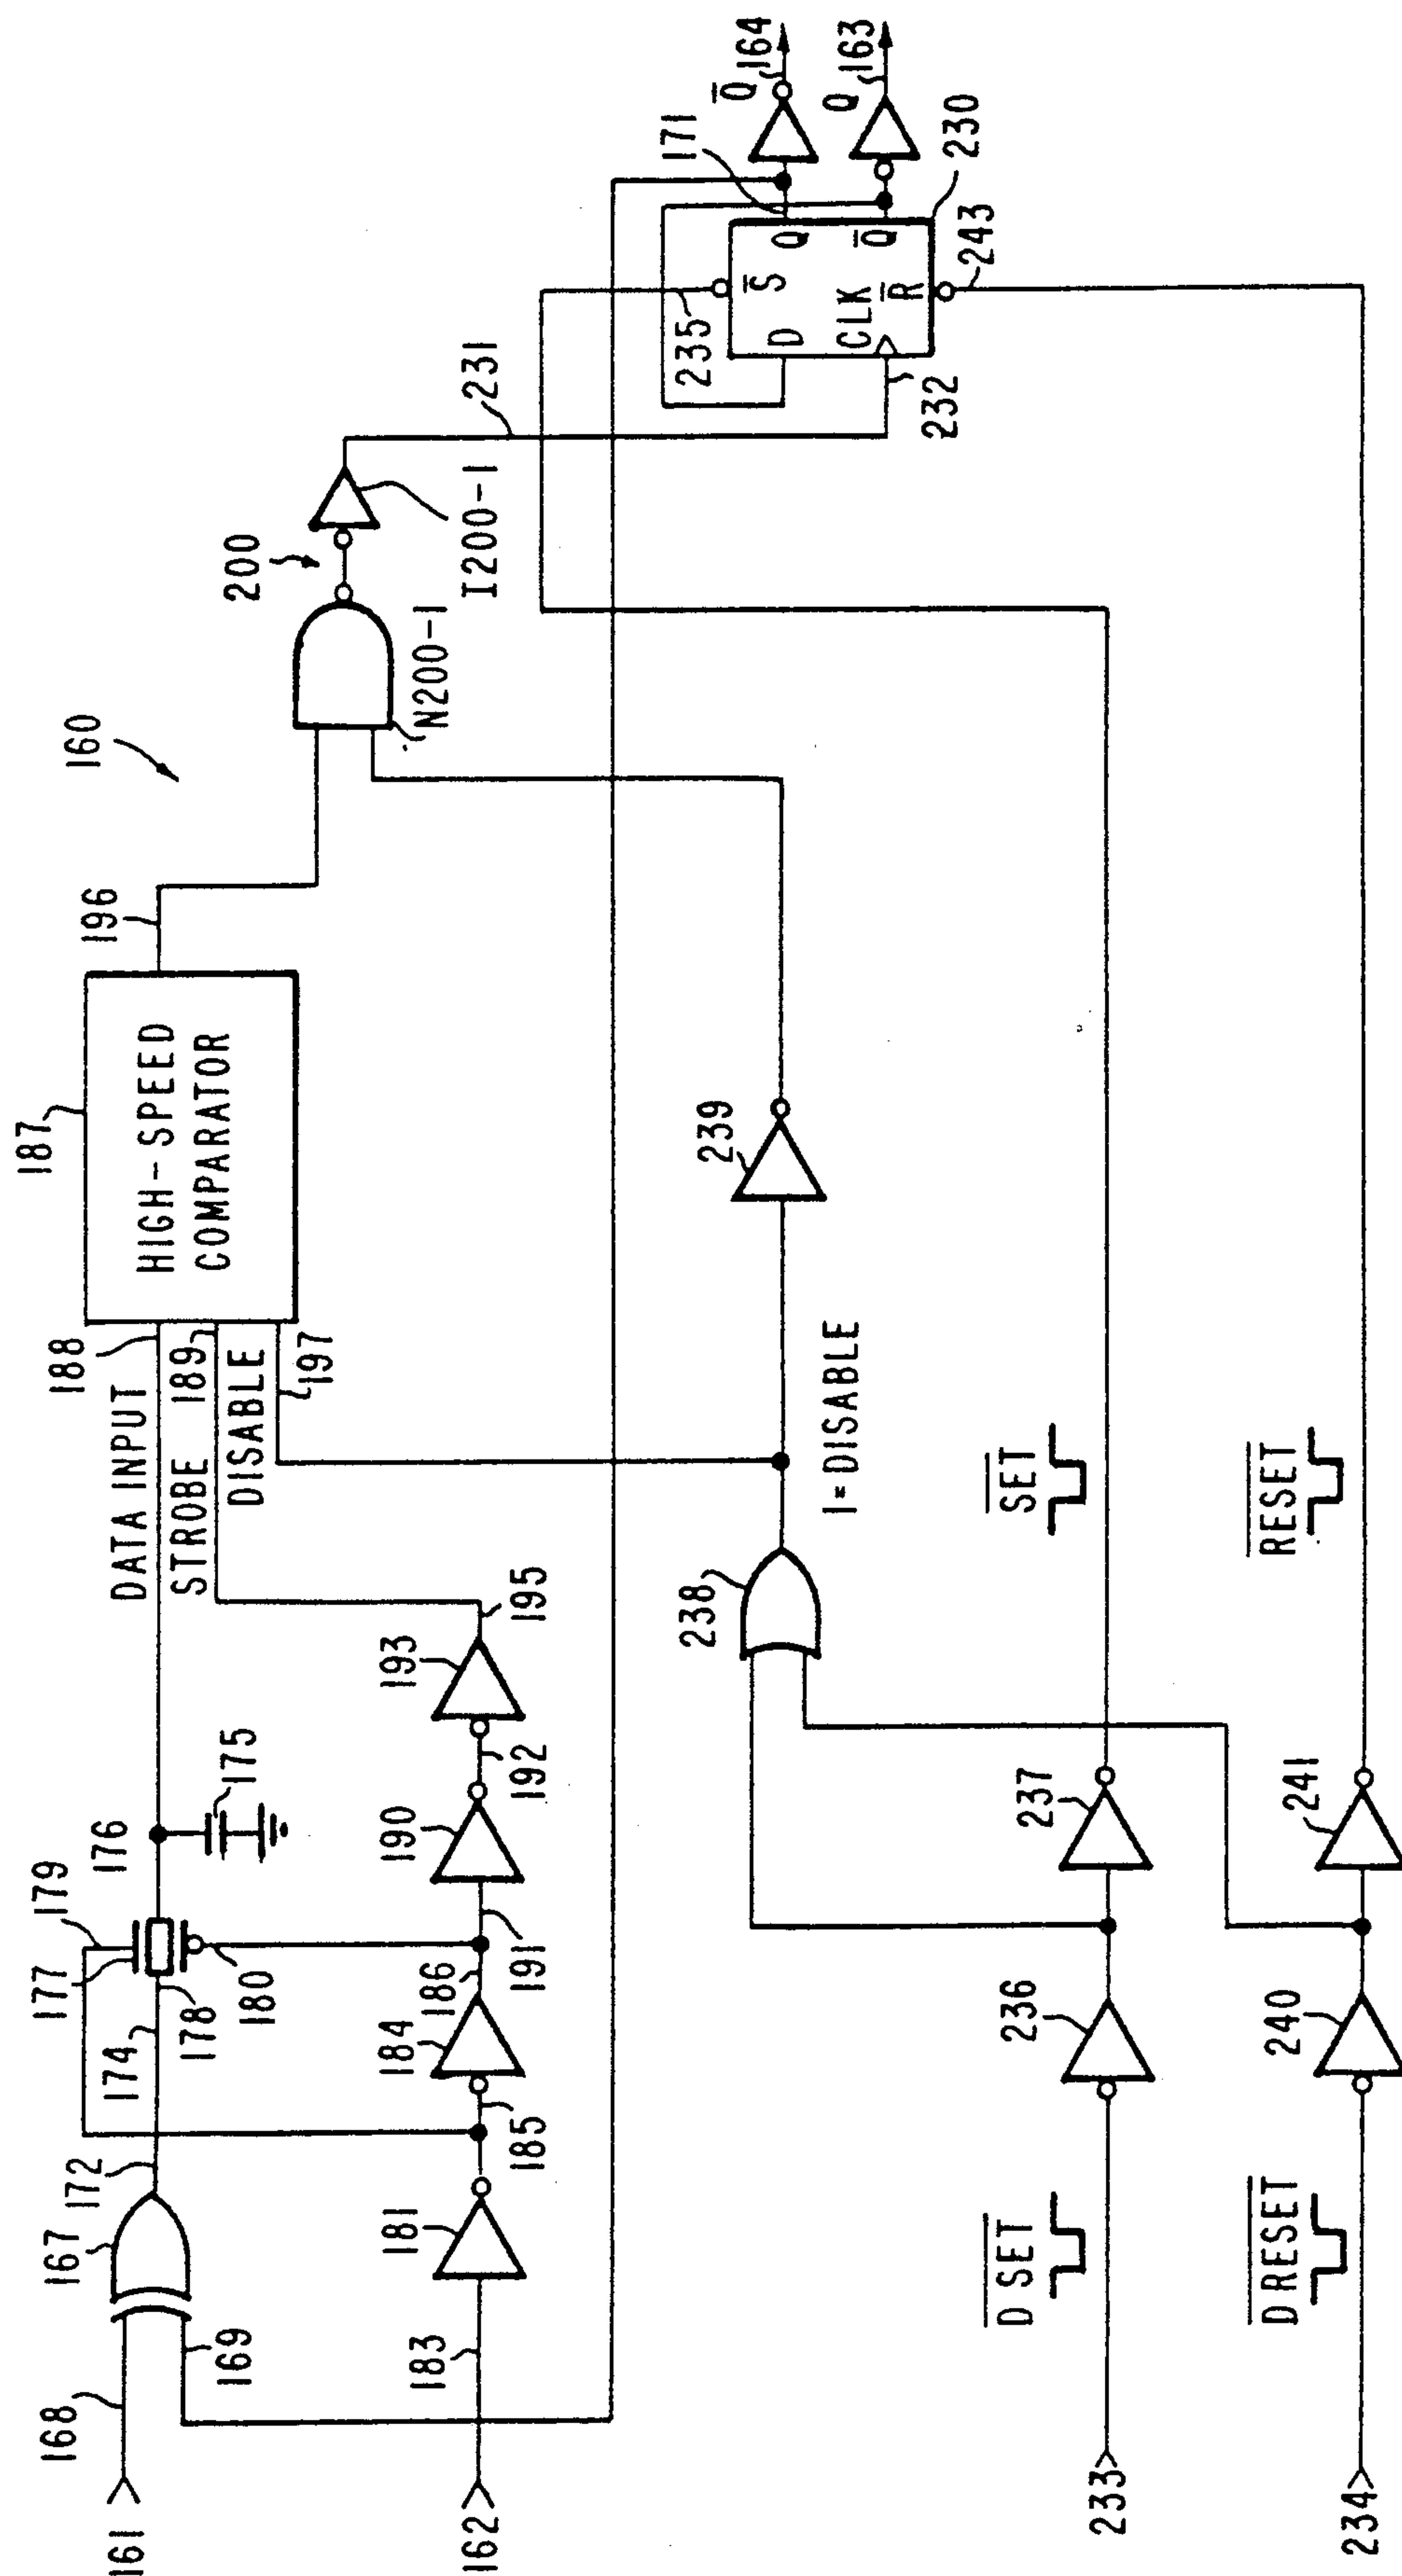 160
161
168
167
172
174
178
177
179
176
175
169
180
162
183
181
185
184
186
191
190
192
193
195
DATA INPUT
188
STROBE
189
DISABLE
197
187
HIGH-SPEED
COMPARATOR
196
200
N200-1
I200-1
231
232
235
D
S̅
CLK
R̅
Q
Q̅
171
Q̅
164
Q
163
230
243
238
1=DISABLE
239
233
D SET
236
237
SET
234
D RESET
240
241
RESET